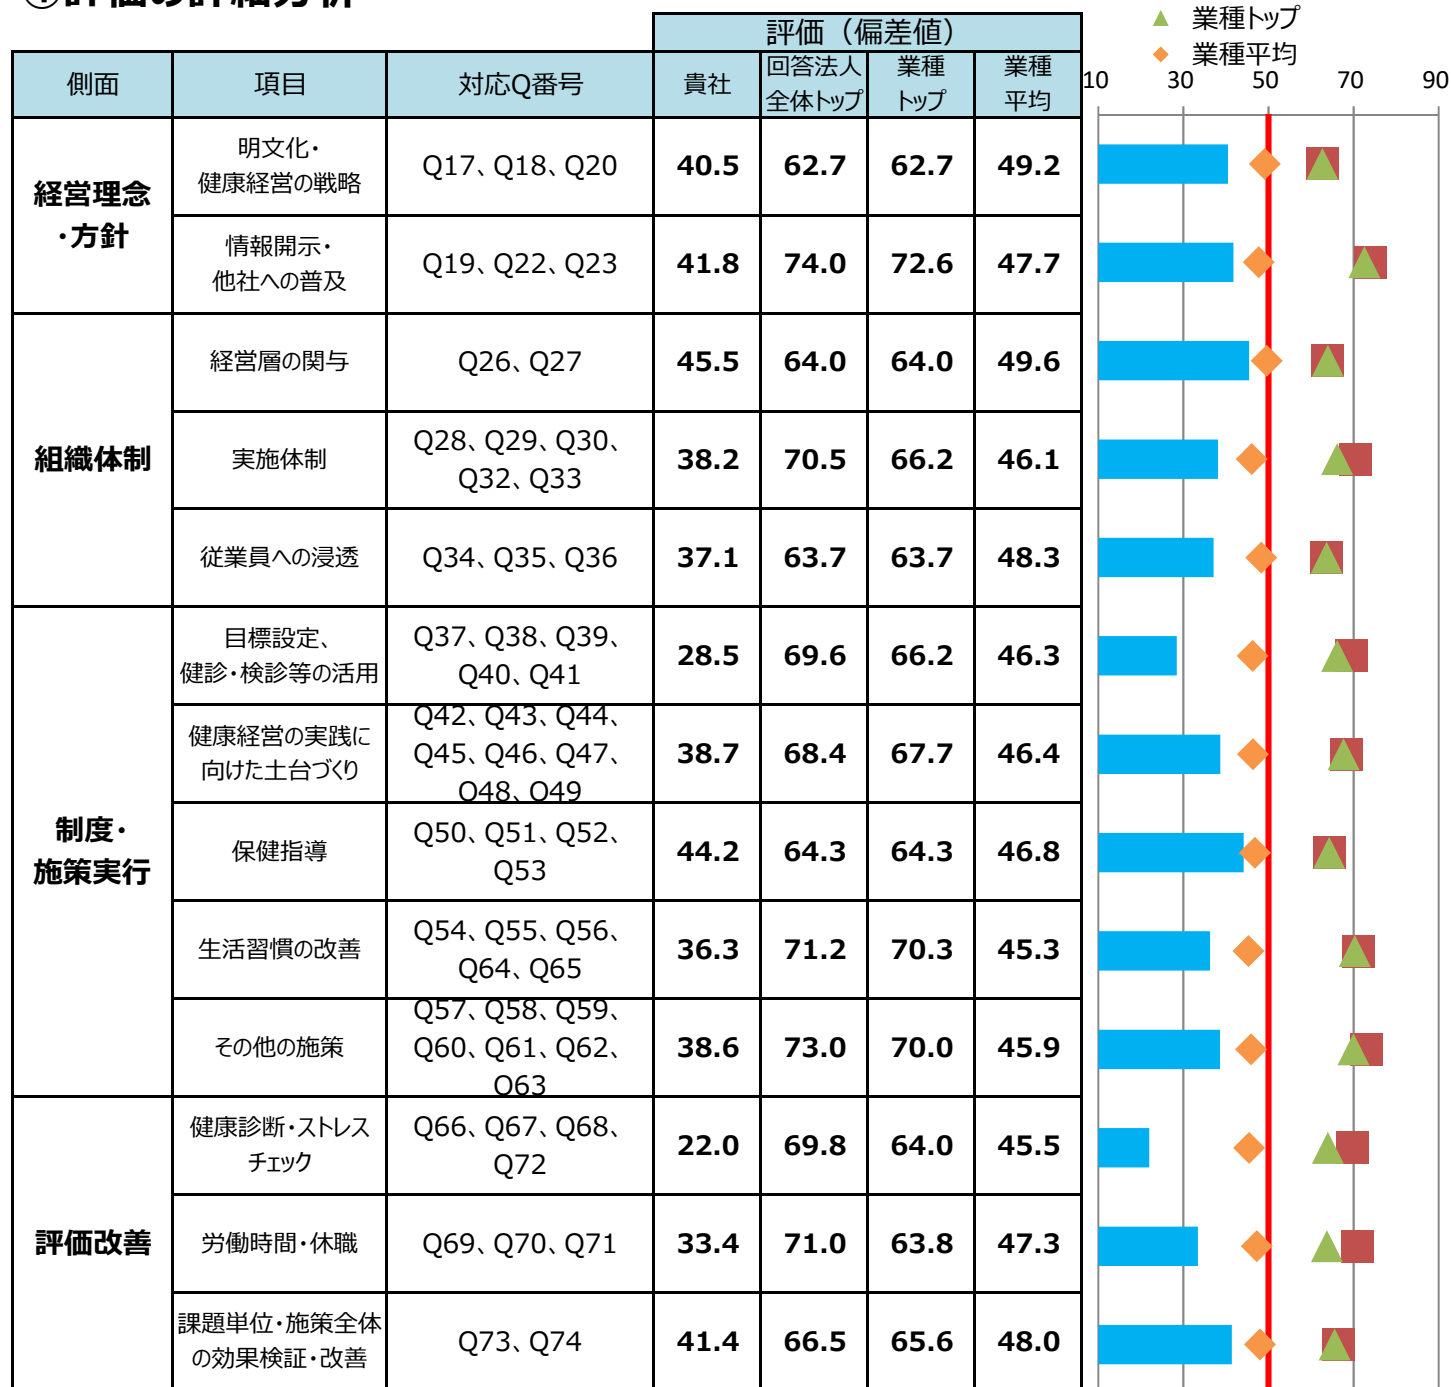 ①評価の詳細分析
▲ 業種トップ
◆ 業種平均
評価（偏差値）
側面 項目 対応Q番号 貴社 回答法人 業種 業種
全体トップ トップ 平均
10 30 50 70 90
経営理念
・方針
明文化・
健康経営の戦略
Q17、Q18、Q20 40.5 62.7 62.7 49.2
情報開示・
他社への普及
Q19、Q22、Q23 41.8 74.0 72.6 47.7
組織体制
経営層の関与 Q26、Q27 45.5 64.0 64.0 49.6
実施体制
Q28、Q29、Q30、
Q32、Q33
38.2 70.5 66.2 46.1
従業員への浸透 Q34、Q35、Q36 37.1 63.7 63.7 48.3
制度・
施策実行
目標設定、
健診・検診等の活用
Q37、Q38、Q39、
Q40、Q41
28.5 69.6 66.2 46.3
健康経営の実践に
向けた土台づくり
Q42、Q43、Q44、
Q45、Q46、Q47、
Q48、Q49
38.7 68.4 67.7 46.4
保健指導
Q50、Q51、Q52、
Q53
44.2 64.3 64.3 46.8
生活習慣の改善
Q54、Q55、Q56、
Q64、Q65
36.3 71.2 70.3 45.3
その他の施策
Q57、Q58、Q59、
Q60、Q61、Q62、
Q63
38.6 73.0 70.0 45.9
評価改善
健康診断・ストレス
チェック
Q66、Q67、Q68、
Q72
22.0 69.8 64.0 45.5
労働時間・休職 Q69、Q70、Q71 33.4 71.0 63.8 47.3
課題単位・施策全体
の効果検証・改善
Q73、Q74 41.4 66.5 65.6 48.0